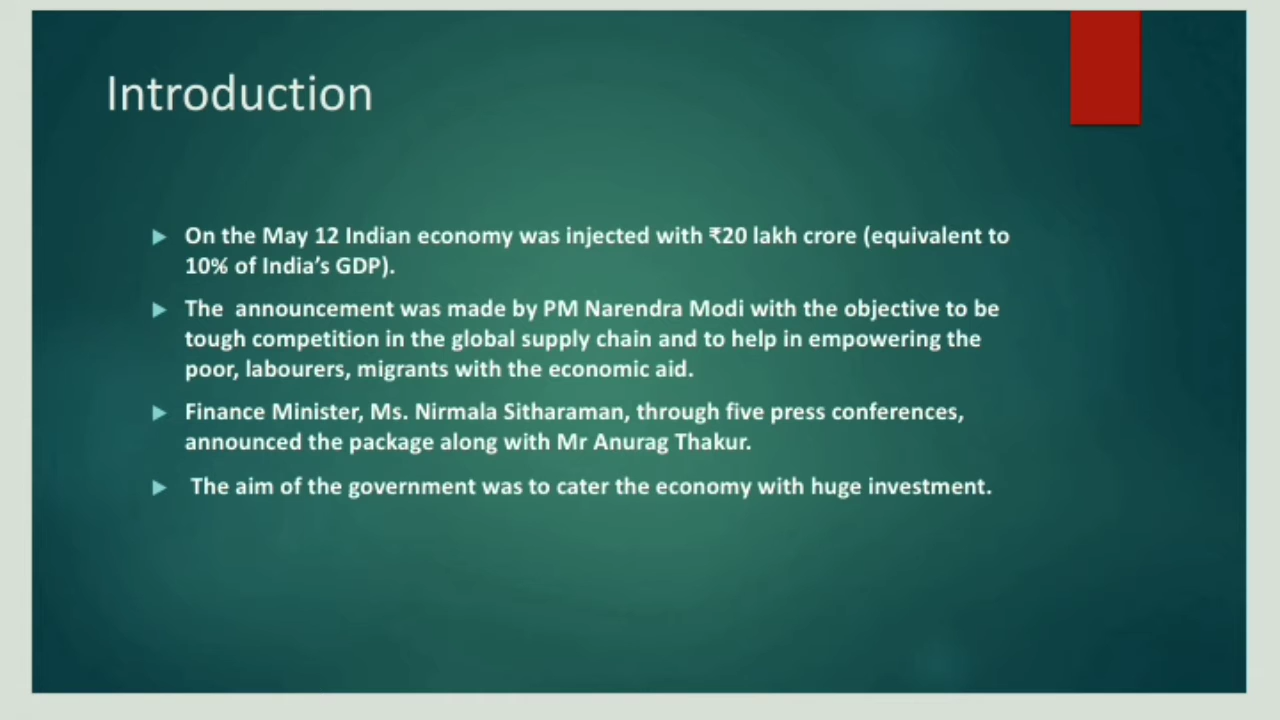 Introduction
On the May 12 Indian economy was injected with ₹20 lakh crore (equivalent to
10% of India’s GDP).
The  announcement was made by PM Narendra Modi with the objective to be
tough competition in the global supply chain and to help in empowering the
poor, labourers, migrants with the economic aid.
Finance Minister, Ms. Nirmala Sitharaman, through five press conferences,
announced the package along with Mr Anurag Thakur.
The aim of the government was to cater the economy with huge investment.